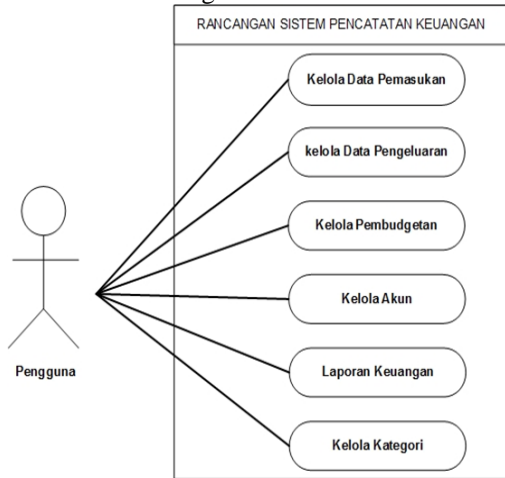 RANCANGAN SISTEM PENCATATAN KEUANGAN
Kelola Data Pemasukan
kelola Data Pengeluaran
Kelola Pembudgetan
Kelola Akun
Pengguna
Laporan Keuangan
Kelola Kategori